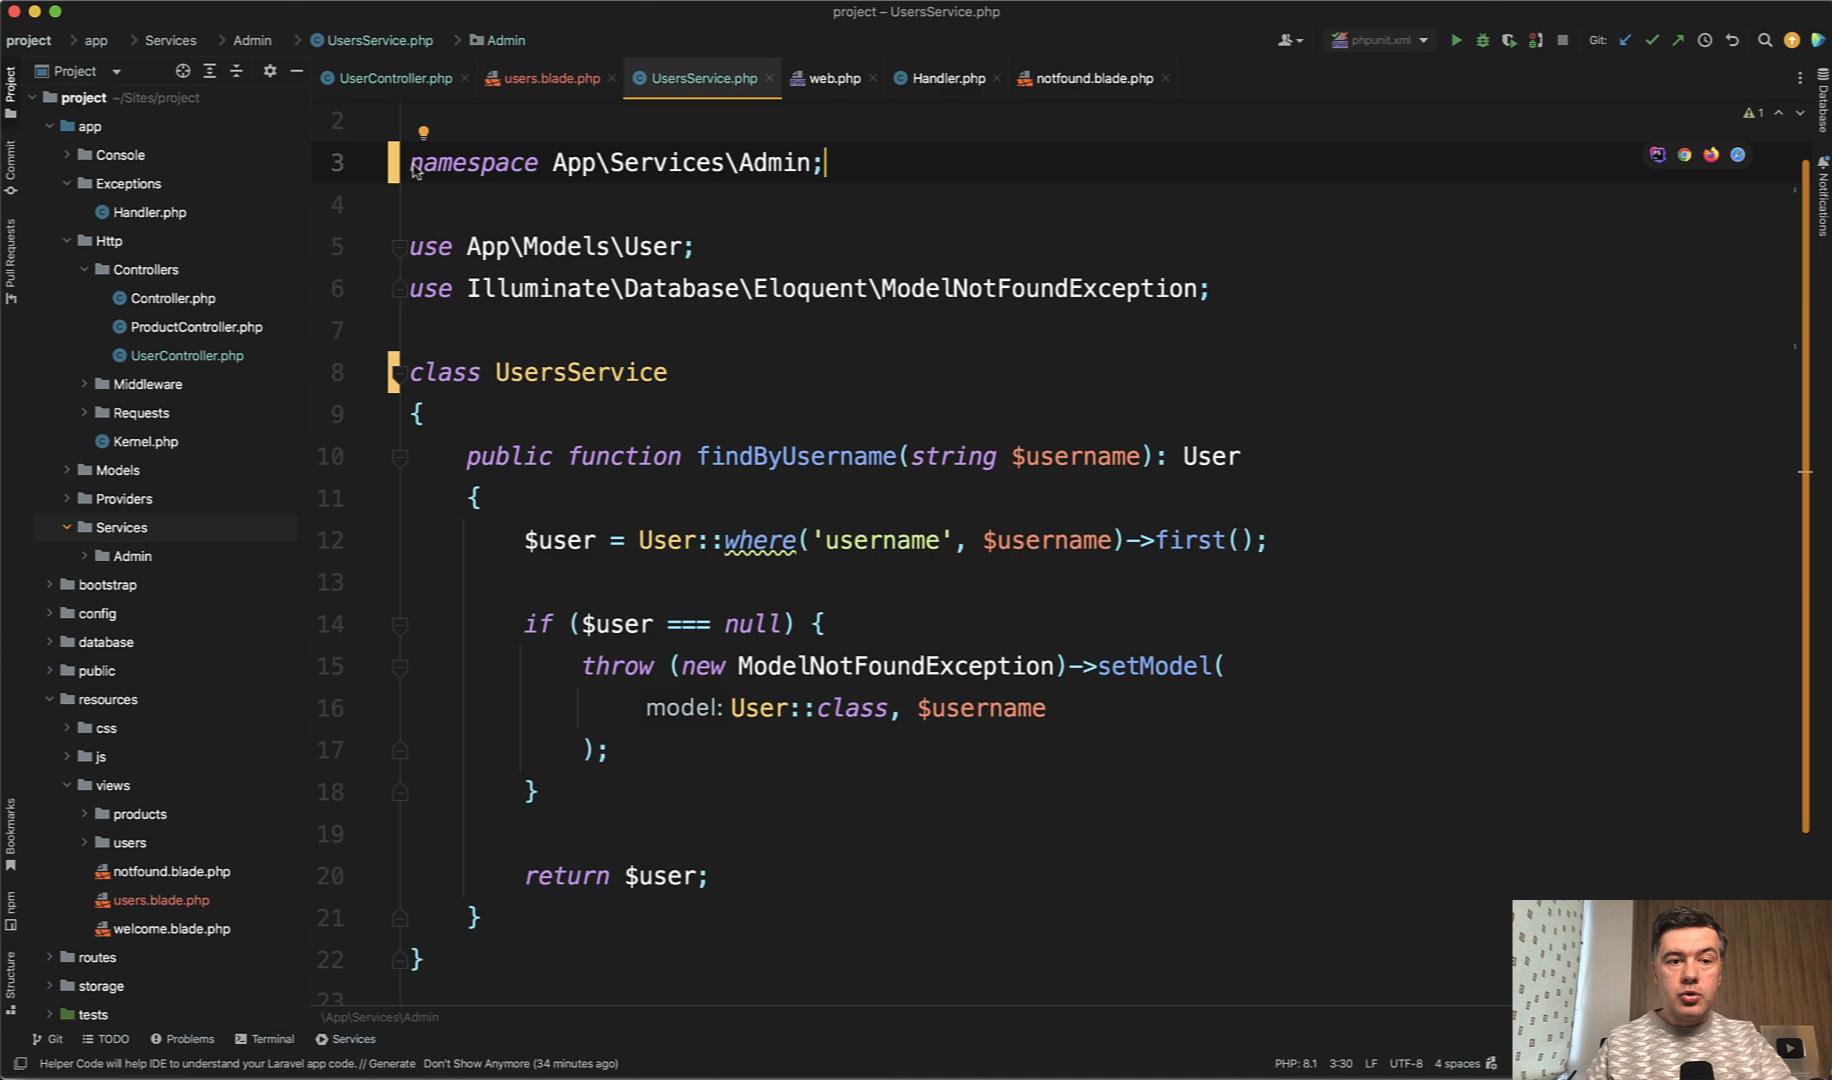 project – UsersService.php
project
app
Services
Admin
UsersService.php
Admin
phpunit.xml
Git:
Project
UserController.php
users.blade.php
UsersService.php
web.php
Handler.php
notfound.blade.php
Project
Commit
Pull Requests
Bookmarks
npm
Structure
project ~/Sites/project
app
Console
Exceptions
Handler.php
Http
Controllers
Controller.php
ProductController.php
UserController.php
Middleware
Requests
Kernel.php
Models
Providers
Services
Admin
bootstrap
config
database
public
resources
css
js
views
products
users
notfound.blade.php
users.blade.php
welcome.blade.php
routes
storage
tests
1
2
3 namespace App\Services\Admin;
4
5 use App\Models\User;
6 use Illuminate\Database\Eloquent\ModelNotFoundException;
7
8 class UsersService
9 {
10 public function findByUsername(string $username): User
11 {
12 $user = User::where('username', $username)->first();
13
14 if ($user === null) {
15 throw (new ModelNotFoundException)->setModel(
16 model: User::class, $username
17 );
18 }
19
20 return $user;
21 }
22 }
23
Database
Notifications
\App\Services\Admin
Git
TODO
Problems
Terminal
Services
Helper Code will help IDE to understand your Laravel app code. // Generate Don't Show Anymore (34 minutes ago)
PHP: 8.1 3:30 LF UTF-8 4 spaces